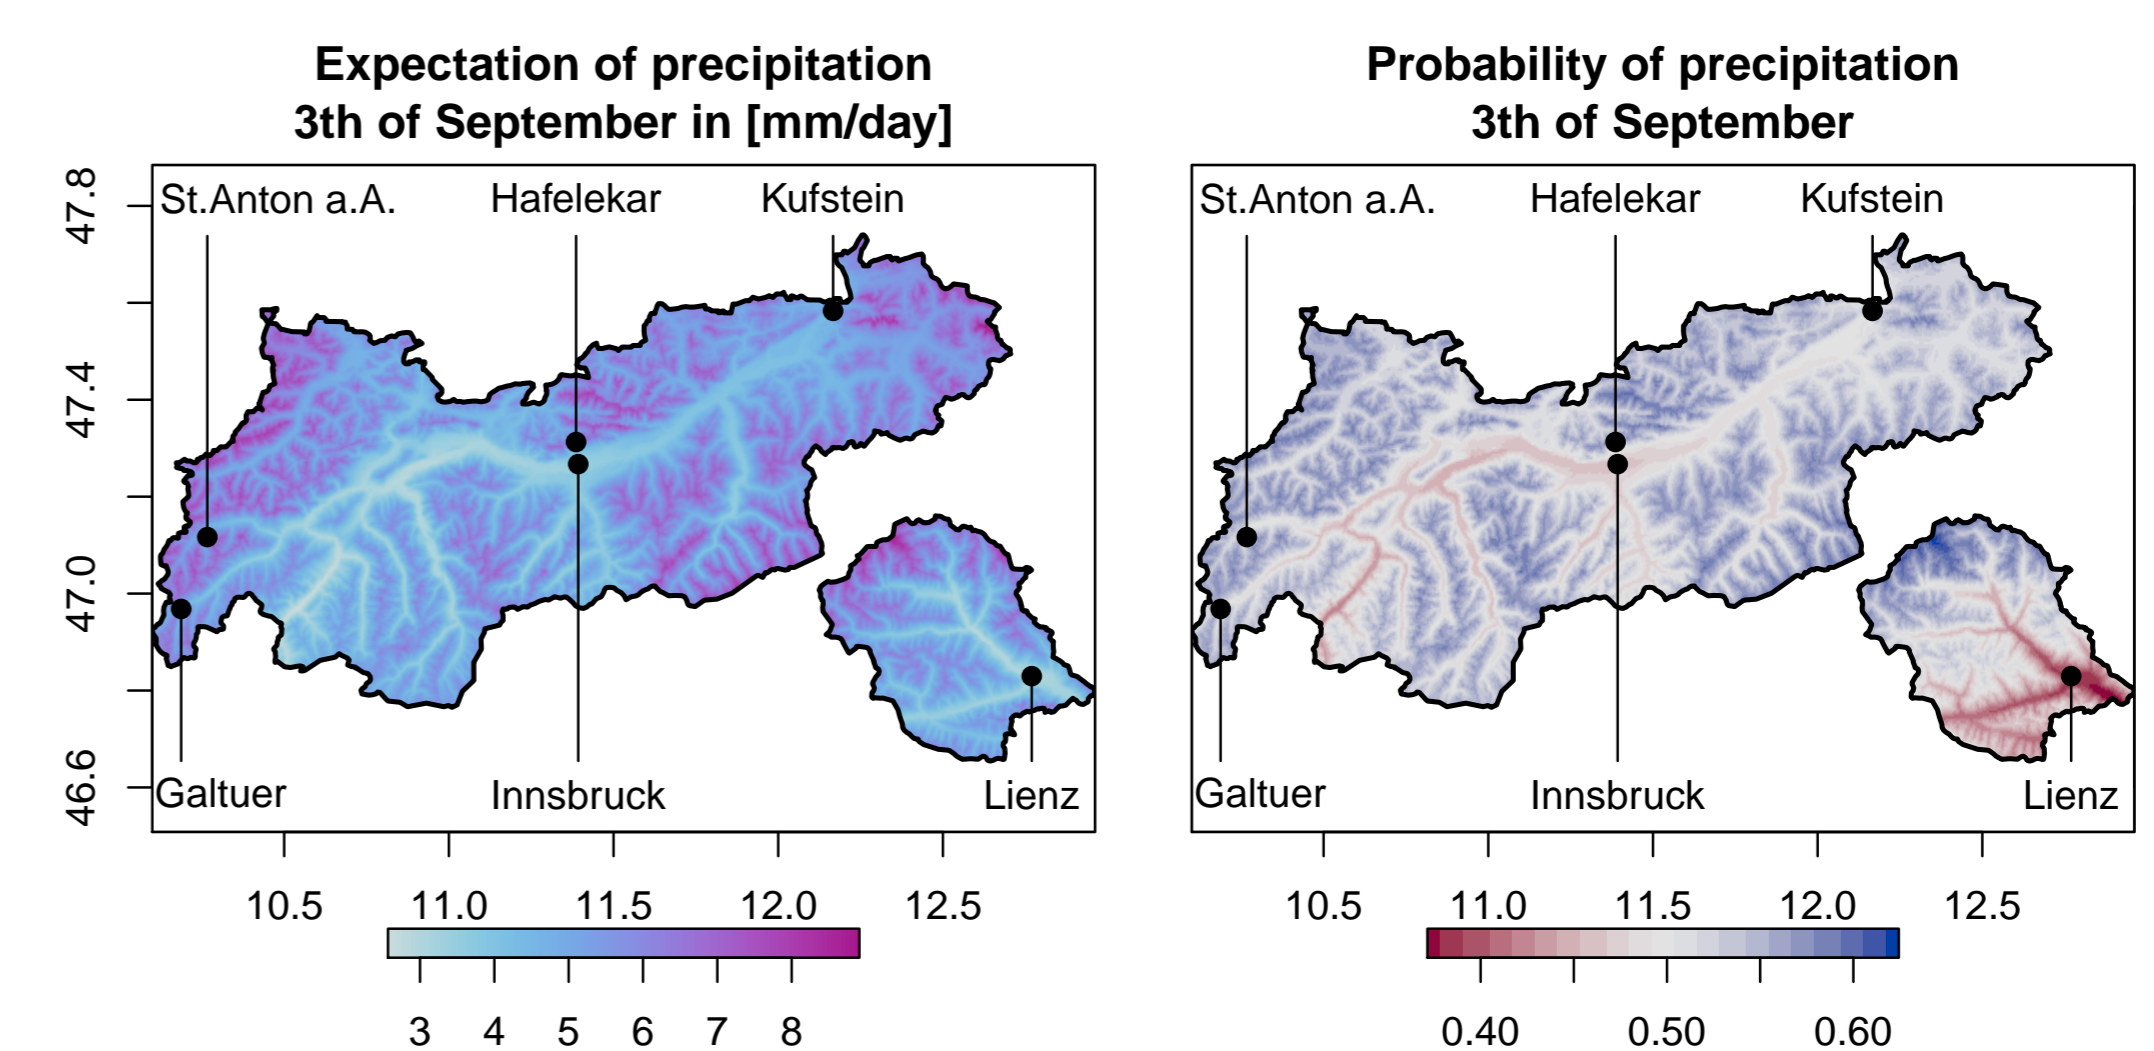 Expectation of precipitation
3th of September in [mm/day]
St.Anton a.A.
Hafelekar
Kufstein
47.8
47.4
47.0
46.6
Galtuer
Innsbruck
Lienz
10.5
11.0
11.5
12.0
12.5
3
4
5
6
7
8
Probability of precipitation
3th of September
St.Anton a.A.
Hafelekar
Kufstein
Galtuer
Innsbruck
Lienz
10.5
11.0
11.5
12.0
12.5
0.40
0.50
0.60